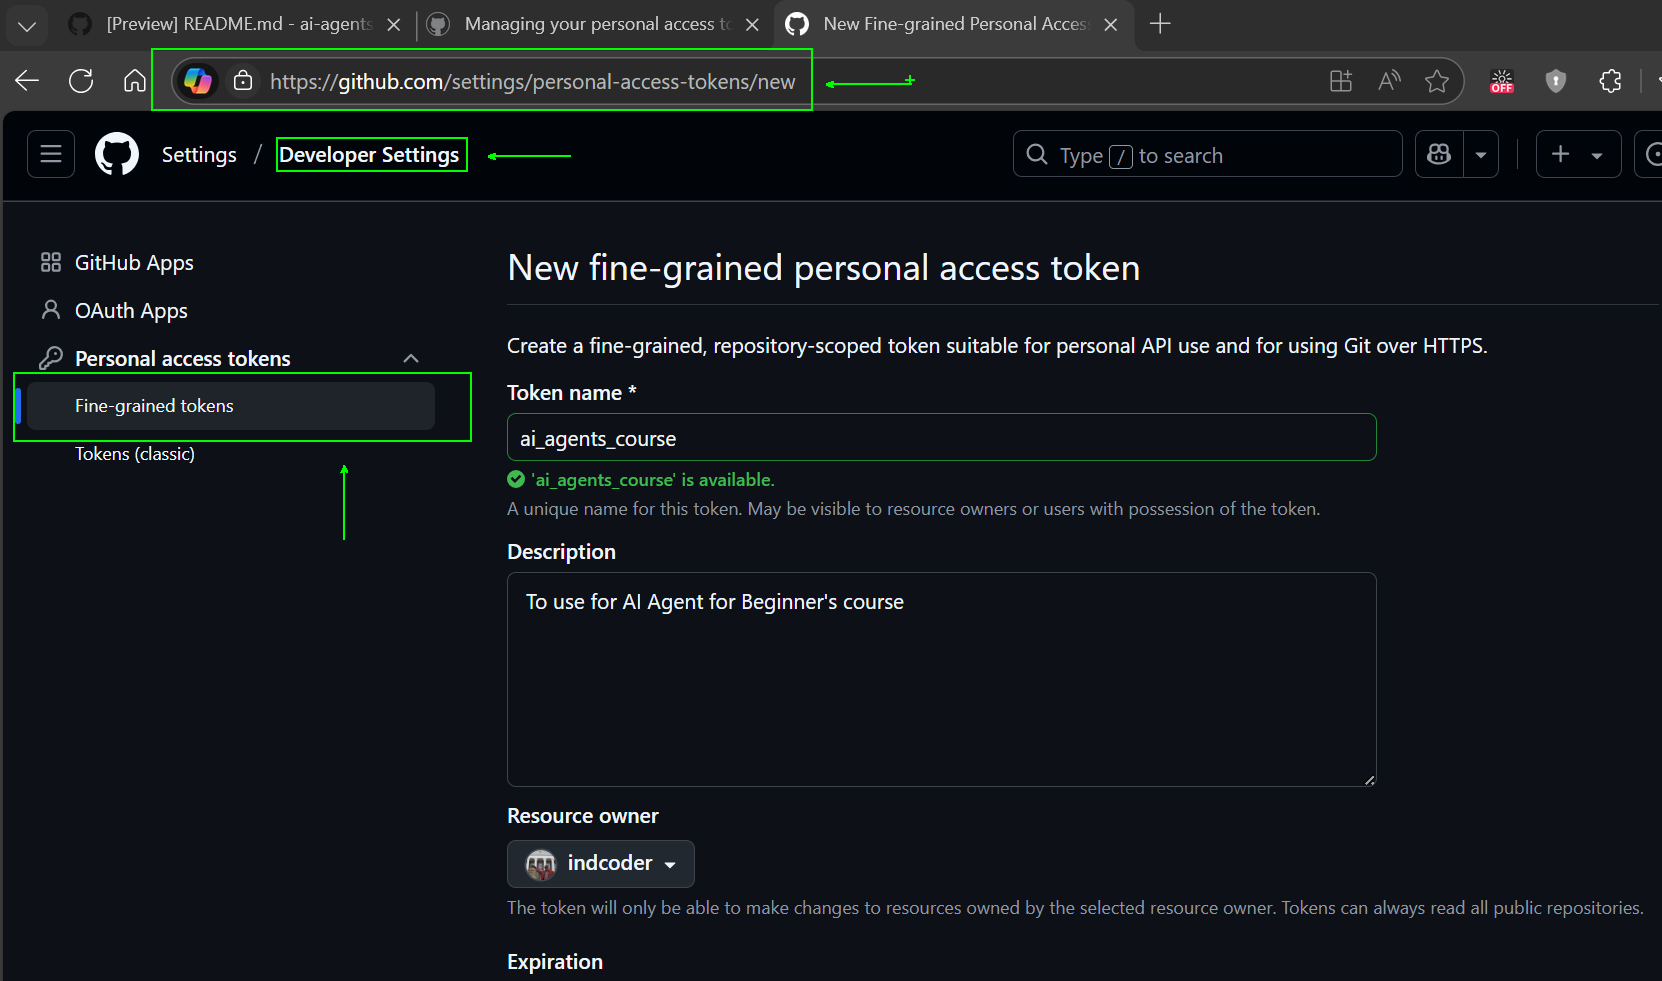 [Preview] README.md - ai-agents
Managing your personal access to
New Fine-grained Personal Acces
https://github.com/settings/personal-access-tokens/new
OFF
Settings / Developer Settings
Type / to search
GitHub Apps
OAuth Apps
Personal access tokens
Fine-grained tokens
Tokens (classic)
New fine-grained personal access token
Create a fine-grained, repository-scoped token suitable for personal API use and for using Git over HTTPS.
Token name *
ai_agents_course
'ai_agents_course' is available.
A unique name for this token. May be visible to resource owners or users with possession of the token.
Description
To use for AI Agent for Beginner's course
Resource owner
indcoder
The token will only be able to make changes to resources owned by the selected resource owner. Tokens can always read all public repositories.
Expiration